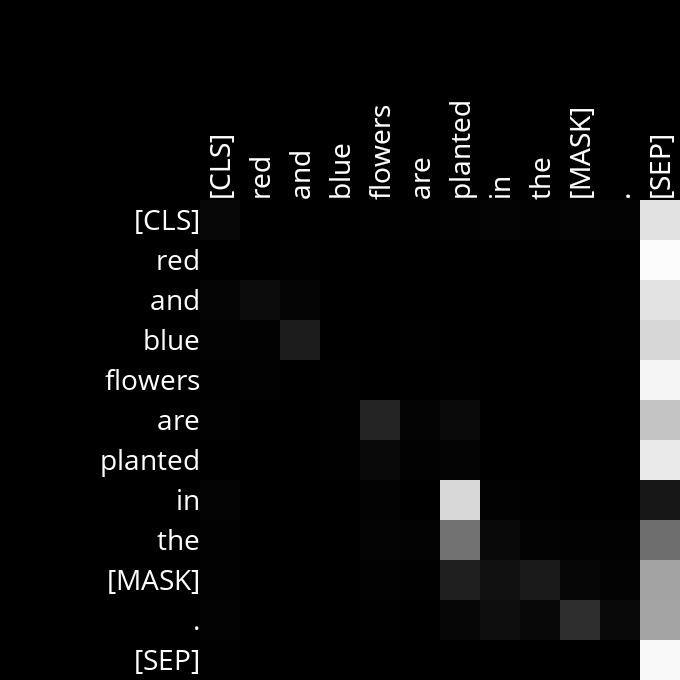 [CLS] red and blue flowers are planted in the [MASK] . [SEP]
[CLS]
red
and
blue
flowers
are
planted
in
the
[MASK]
.
[SEP]